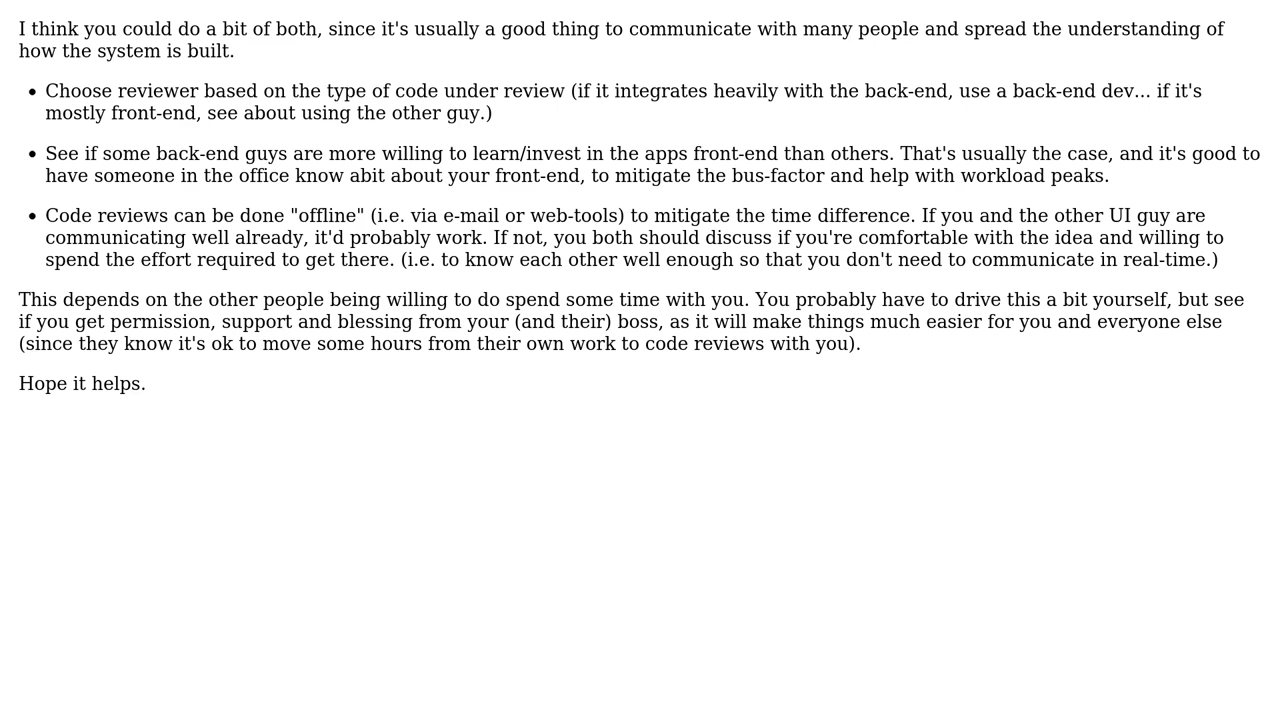 I think you could do a bit of both, since it's usually a good thing to communicate with many people and spread the understanding of
how the system is built.
• Choose reviewer based on the type of code under review (if it integrates heavily with the back-end, use a back-end dev... if it's
mostly front-end, see about using the other guy.)
• See if some back-end guys are more willing to learn/invest in the apps front-end than others. That's usually the case, and it's good to
have someone in the office know abit about your front-end, to mitigate the bus-factor and help with workload peaks.
• Code reviews can be done "offline" (i.e. via e-mail or web-tools) to mitigate the time difference. If you and the other UI guy are
communicating well already, it'd probably work. If not, you both should discuss if you're comfortable with the idea and willing to
spend the effort required to get there. (i.e. to know each other well enough so that you don't need to communicate in real-time.)
This depends on the other people being willing to do spend some time with you. You probably have to drive this a bit yourself, but see
if you get permission, support and blessing from your (and their) boss, as it will make things much easier for you and everyone else
(since they know it's ok to move some hours from their own work to code reviews with you).
Hope it helps.